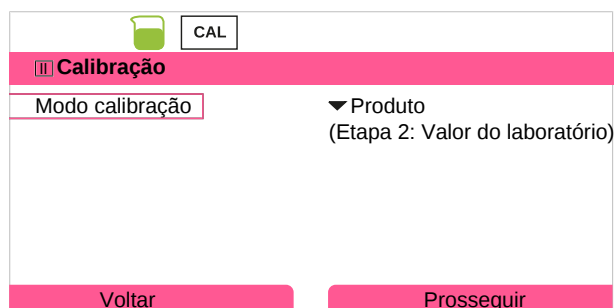 CAL
Calibração
Modo calibração
Produto
(Etapa 2: Valor do laboratório)
Voltar
Prosseguir